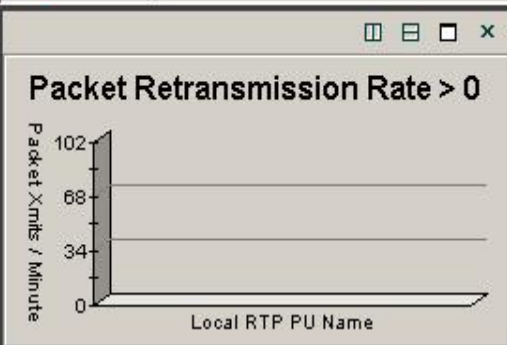 Packet Retransmission Rate > 0
Packet Xmits / Minute
102
68
34
0
Local RTP PU Name